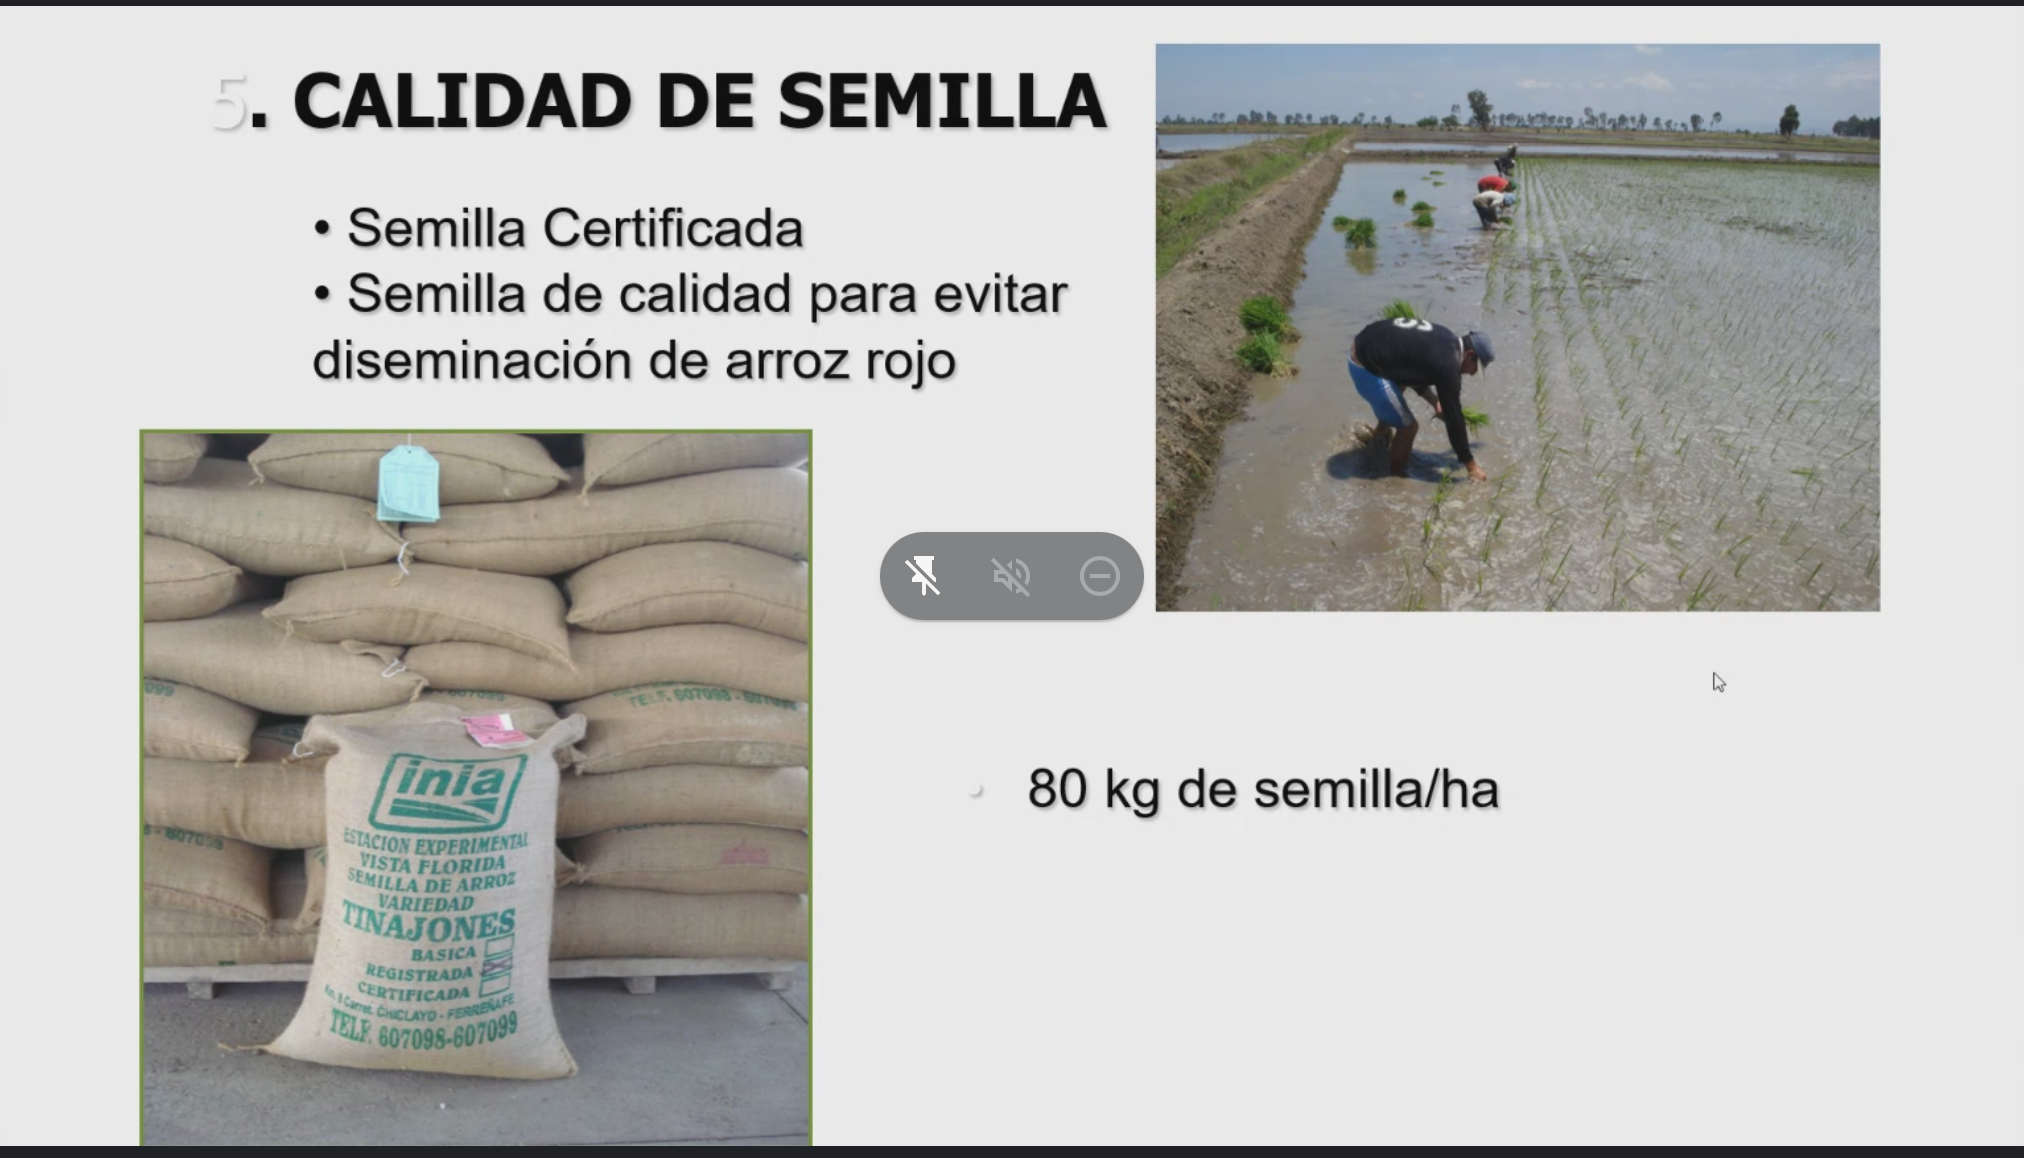 5. CALIDAD DE SEMILLA
• Semilla Certificada
• Semilla de calidad para evitar
diseminación de arroz rojo
TELF. 607098 -
inia
ESTACION EXPERIMENTAL
VISTA FLORIDA
SEMILLA DE ARROZ
VARIEDAD
TINAJONES
BASICA
REGISTRADA
CERTIFICADA
Carret. CHICLAYO - FERREÑAFE
TELF. 607098-607099
80 kg de semilla/ha